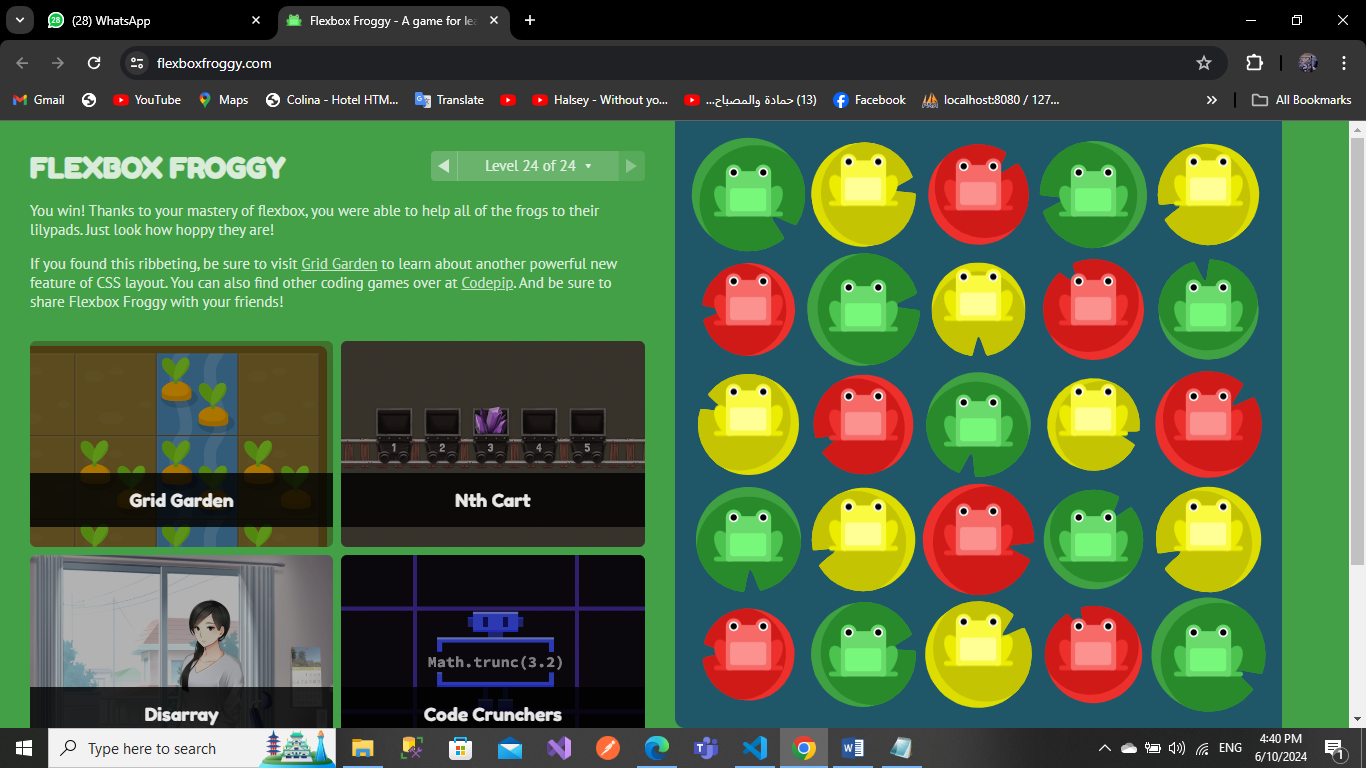 28
(28) WhatsApp
Flexbox Froggy - A game for lea
flexboxfroggy.com
Gmail
YouTube
Maps
Colina - Hotel HTM...
Translate
Halsey - Without yo...
(13) حمادة والمصباح...
Facebook
localhost:8080 / 127...
All Bookmarks
FLEXBOX FROGGY
Level 24 of 24
You win! Thanks to your mastery of flexbox, you were able to help all of the frogs to their
lilypads. Just look how hoppy they are!
If you found this ribbeting, be sure to visit Grid Garden to learn about another powerful new
feature of CSS layout. You can also find other coding games over at Codepip. And be sure to
share Flexbox Froggy with your friends!
1 2 3 4 5
Grid Garden
Nth Cart
Math.trunc(3.2)
Disarray
Code Crunchers
Type here to search
ENG
4:40 PM
6/10/2024
1